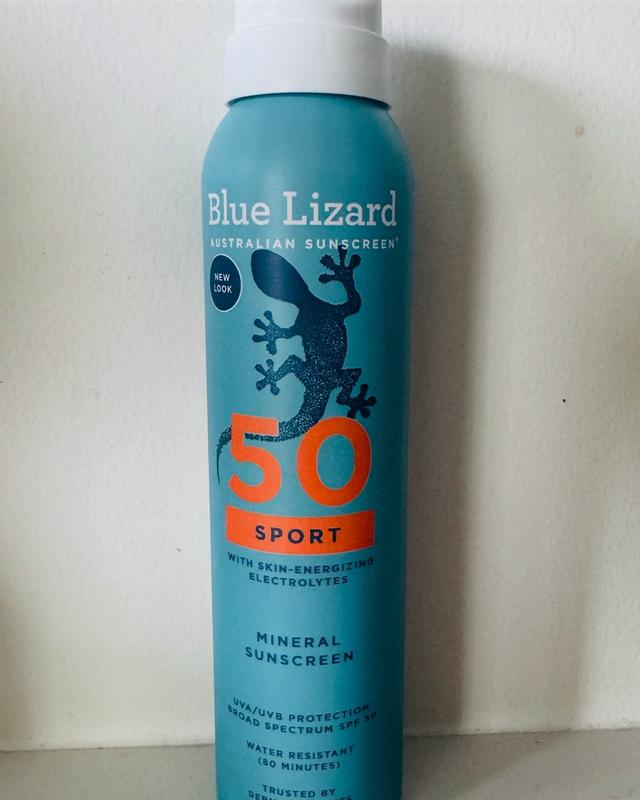 Blue Lizard
AUSTRALIAN SUNSCREEN®
NEW
LOOK
50
SPORT
WITH SKIN-ENERGIZING
ELECTROLYTES
MINERAL
SUNSCREEN
UVA/UVB PROTECTION
BROAD SPECTRUM SPF 50
WATER RESISTANT
(80 MINUTES)
TRUSTED BY